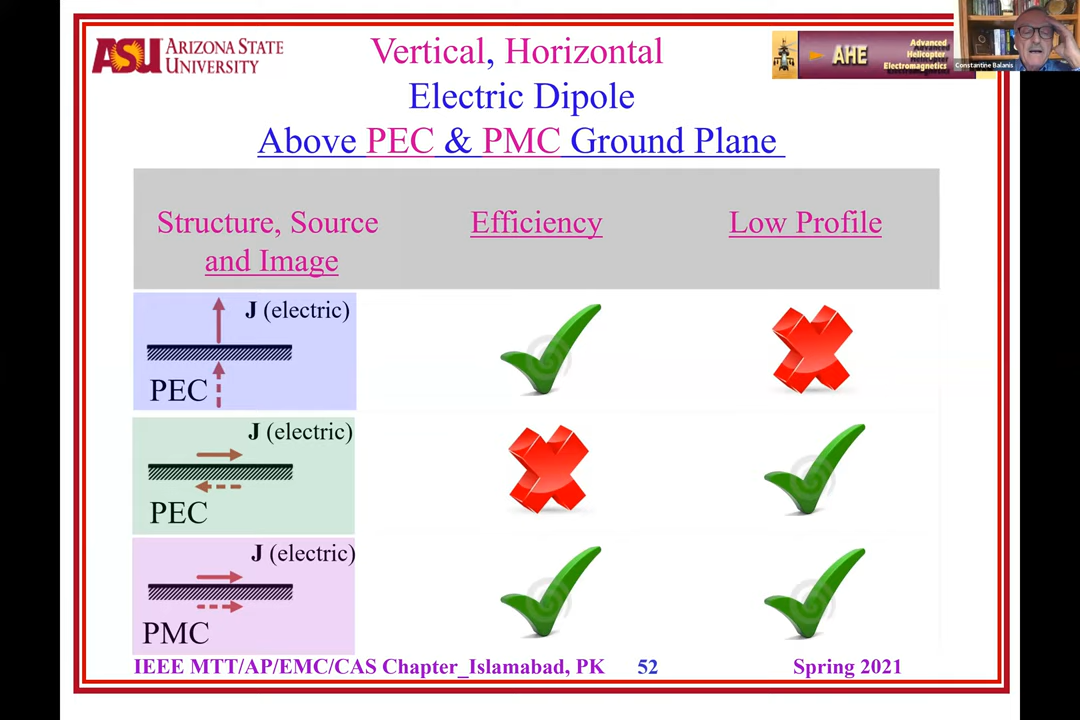 ASU ARIZONA STATE UNIVERSITY
Vertical, Horizontal
Electric Dipole
Above PEC & PMC Ground Plane
AHE
Advanced
Helicopter
Electromagnetics
Constantine Balanis
Structure, Source
and Image
Efficiency
Low Profile
J (electric)
PEC
J (electric)
PEC
J (electric)
PMC
IEEE MTT/AP/EMC/CAS Chapter_Islamabad, PK
52
Spring 2021